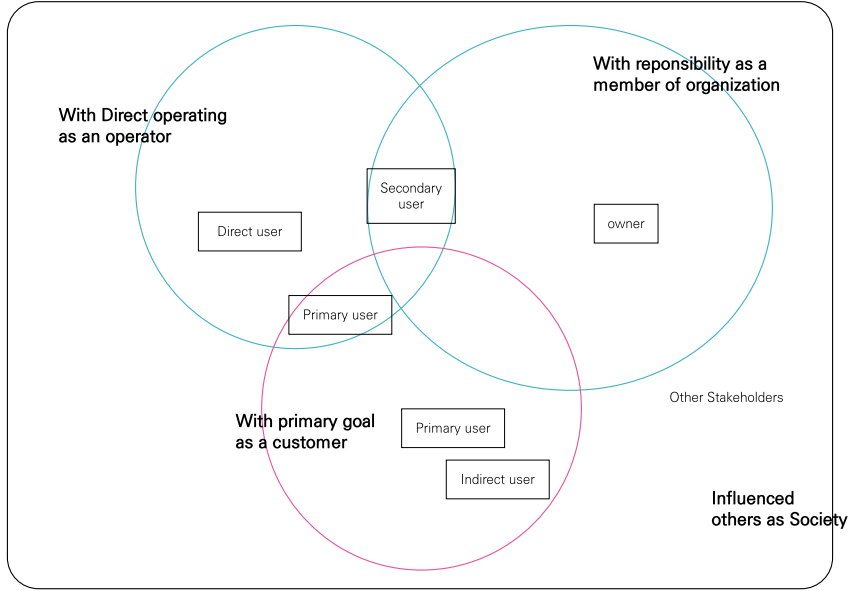 With reponsibility as a
member of organization
With Direct operating
as an operator
Secondary
user
Direct user
owner
Primary user
Other Stakeholders
With primary goal
as a customer
Primary user
Indirect user
Influenced
others as Society